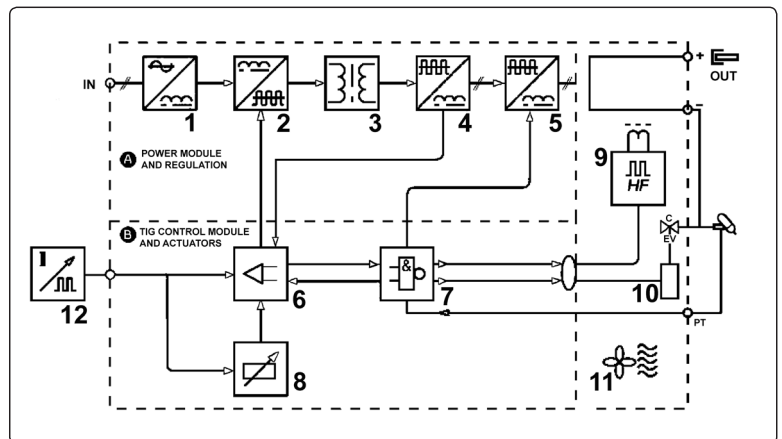 IN
1
2
3
4
5
+
OUT
-
A POWER MODULE
AND REGULATION
9
HF
B TIG CONTROL MODULE
AND ACTUATORS
C
EV
I
12
6
&
7
10
PT
8
11